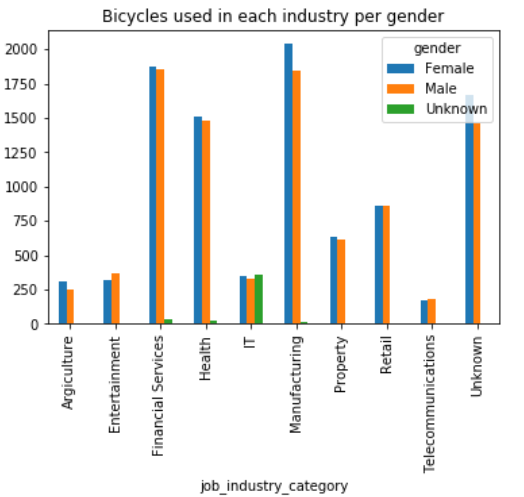 Bicycles used in each industry per gender
gender
Female
Male
Unknown
2000
1750
1500
1250
1000
750
500
250
0
Argiculture
Entertainment
Financial Services
Health
IT
Manufacturing
Property
Retail
Telecommunications
Unknown
job_industry_category